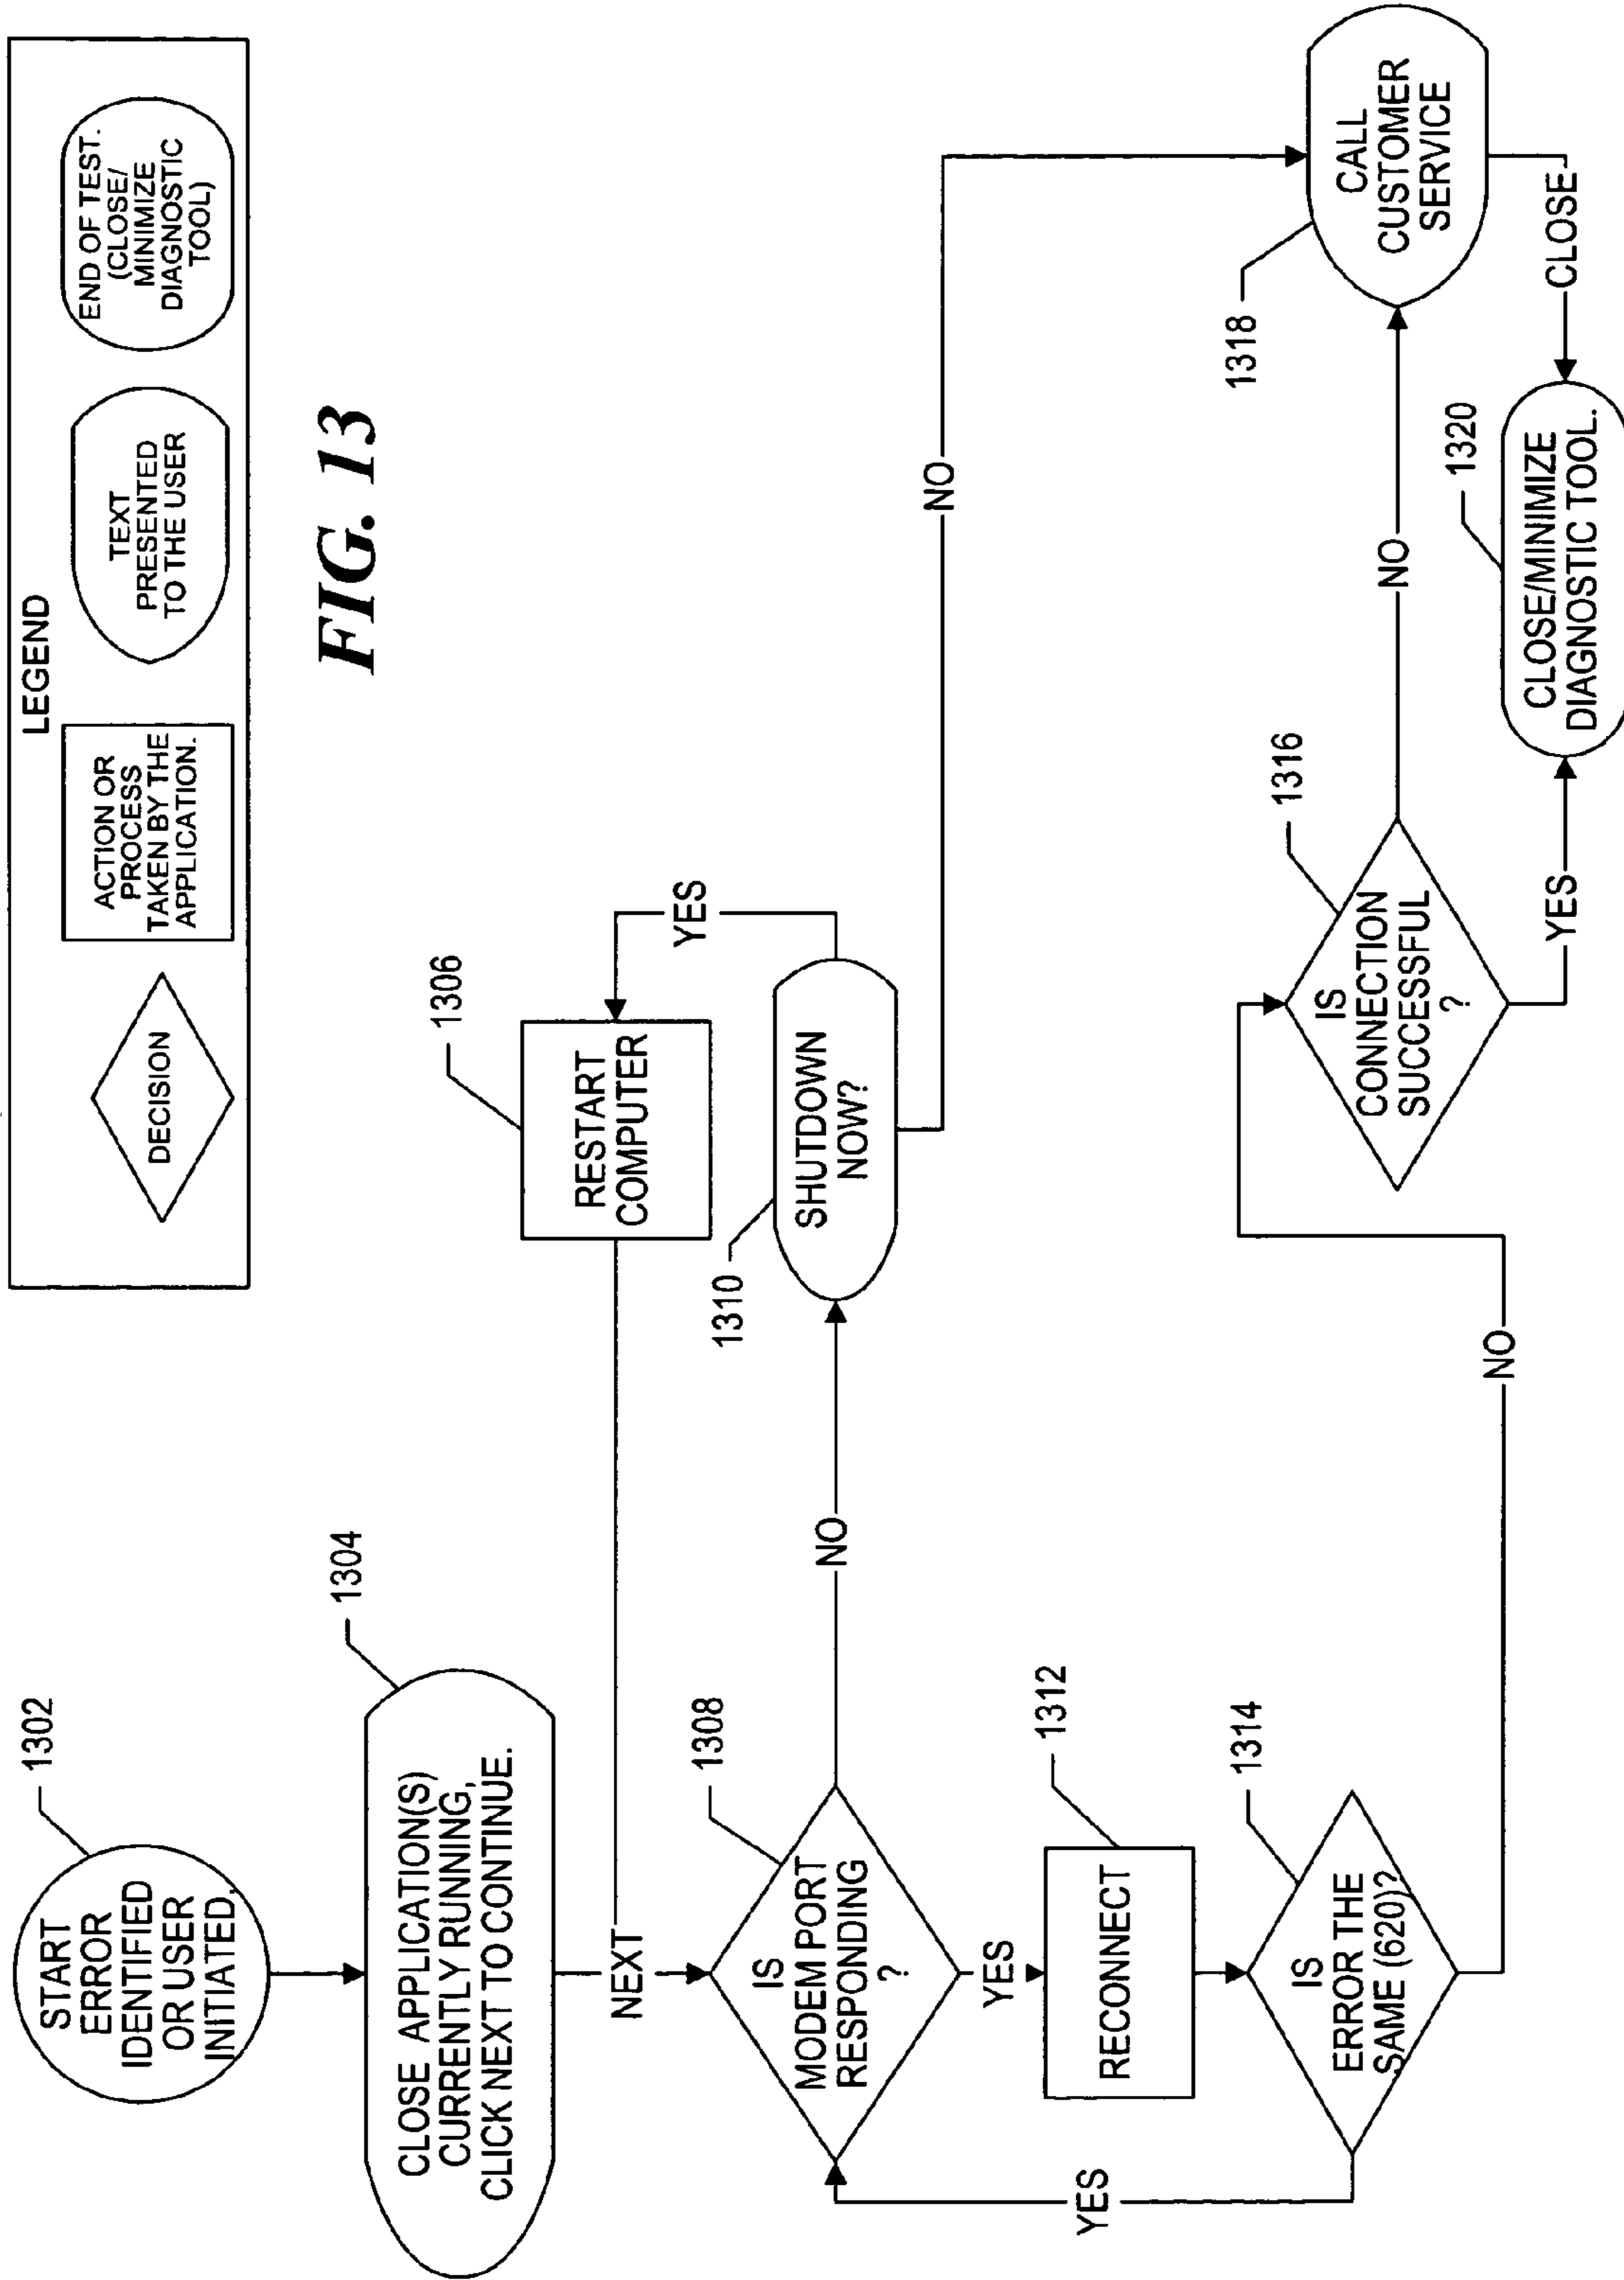 LEGEND
DECISION
ACTION OR
PROCESS
TAKEN BY THE
APPLICATION.
TEXT
PRESENTED
TO THE USER
END OF TEST.
(CLOSE/
MINIMIZE
DIAGNOSTIC
TOOL)
FIG. 13
1302
START
ERROR
IDENTIFIED
OR USER
INITIATED.
1304
CLOSE APPLICATION(S)
CURRENTLY RUNNING,
CLICK NEXT TO CONTINUE.
NEXT
1306
RESTART
COMPUTER
YES
1308
IS
MODEM PORT
RESPONDING
?
NO
1310
SHUTDOWN
NOW?
NO
YES
1312
RECONNECT
1314
IS
ERROR THE
SAME (620)?
YES
NO
1316
IS
CONNECTION
SUCCESSFUL
?
NO
YES
1318
CALL
CUSTOMER
SERVICE
CLOSE
1320
CLOSE/MINIMIZE
DIAGNOSTIC TOOL.